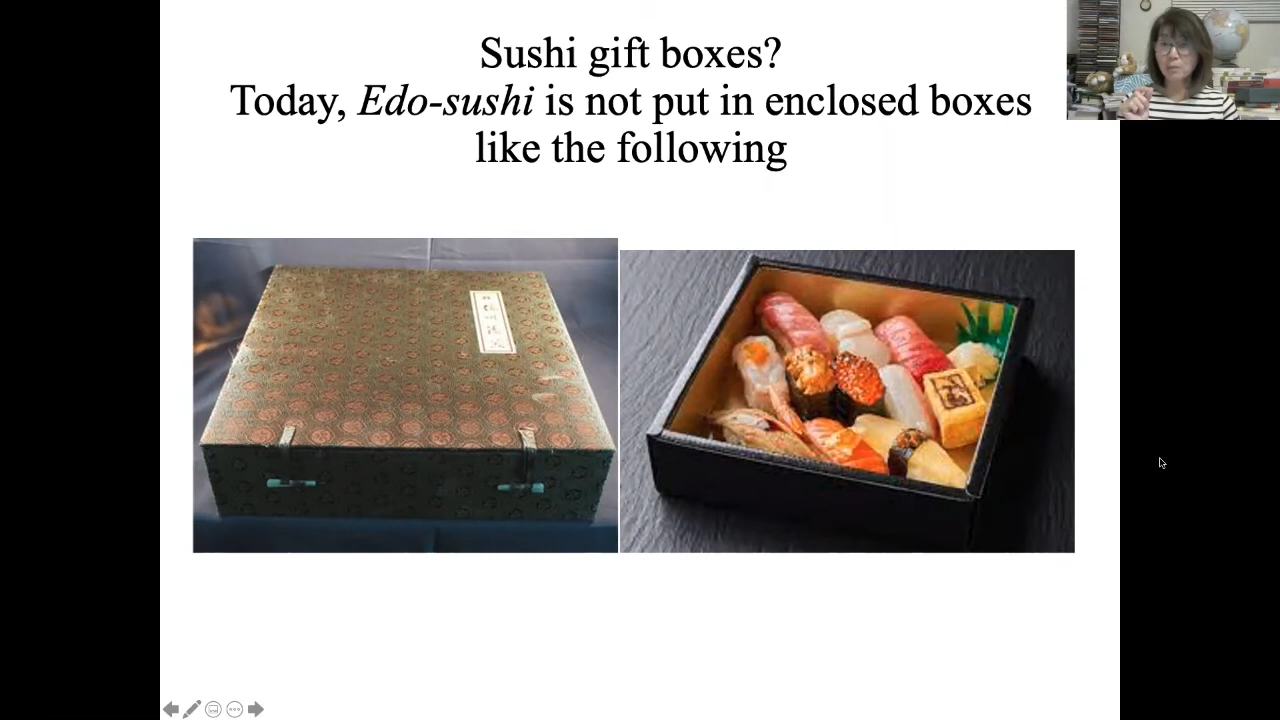 Sushi gift boxes?
Today, Edo-sushi is not put in enclosed boxes
like the following